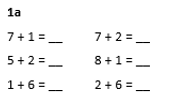 1a
7 + 1 = __ 7 + 2 = __
5 + 2 = __ 8 + 1 = __
1 + 6 = __ 2 + 6 = __